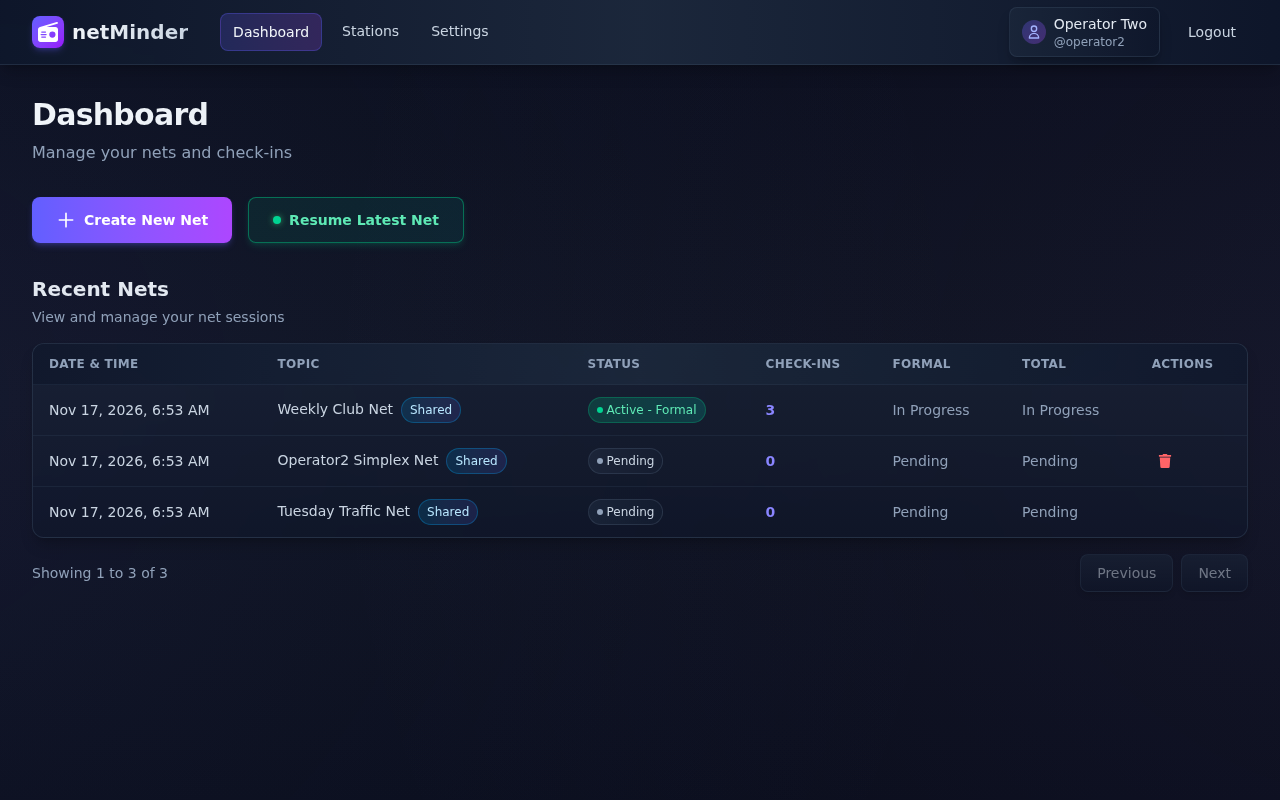 netMinder Dashboard Stations Settings Operator Two Logout
@operator2
Dashboard
Manage your nets and check-ins
Create New Net Resume Latest Net
Recent Nets
View and manage your net sessions
DATE & TIME TOPIC STATUS CHECK-INS FORMAL TOTAL ACTIONS
Nov 17, 2026, 6:53 AM Weekly Club Net Shared Active - Formal 3 In Progress In Progress
Nov 17, 2026, 6:53 AM Operator2 Simplex Net Shared Pending 0 Pending Pending
Nov 17, 2026, 6:53 AM Tuesday Traffic Net Shared Pending 0 Pending Pending
Showing 1 to 3 of 3 Previous Next